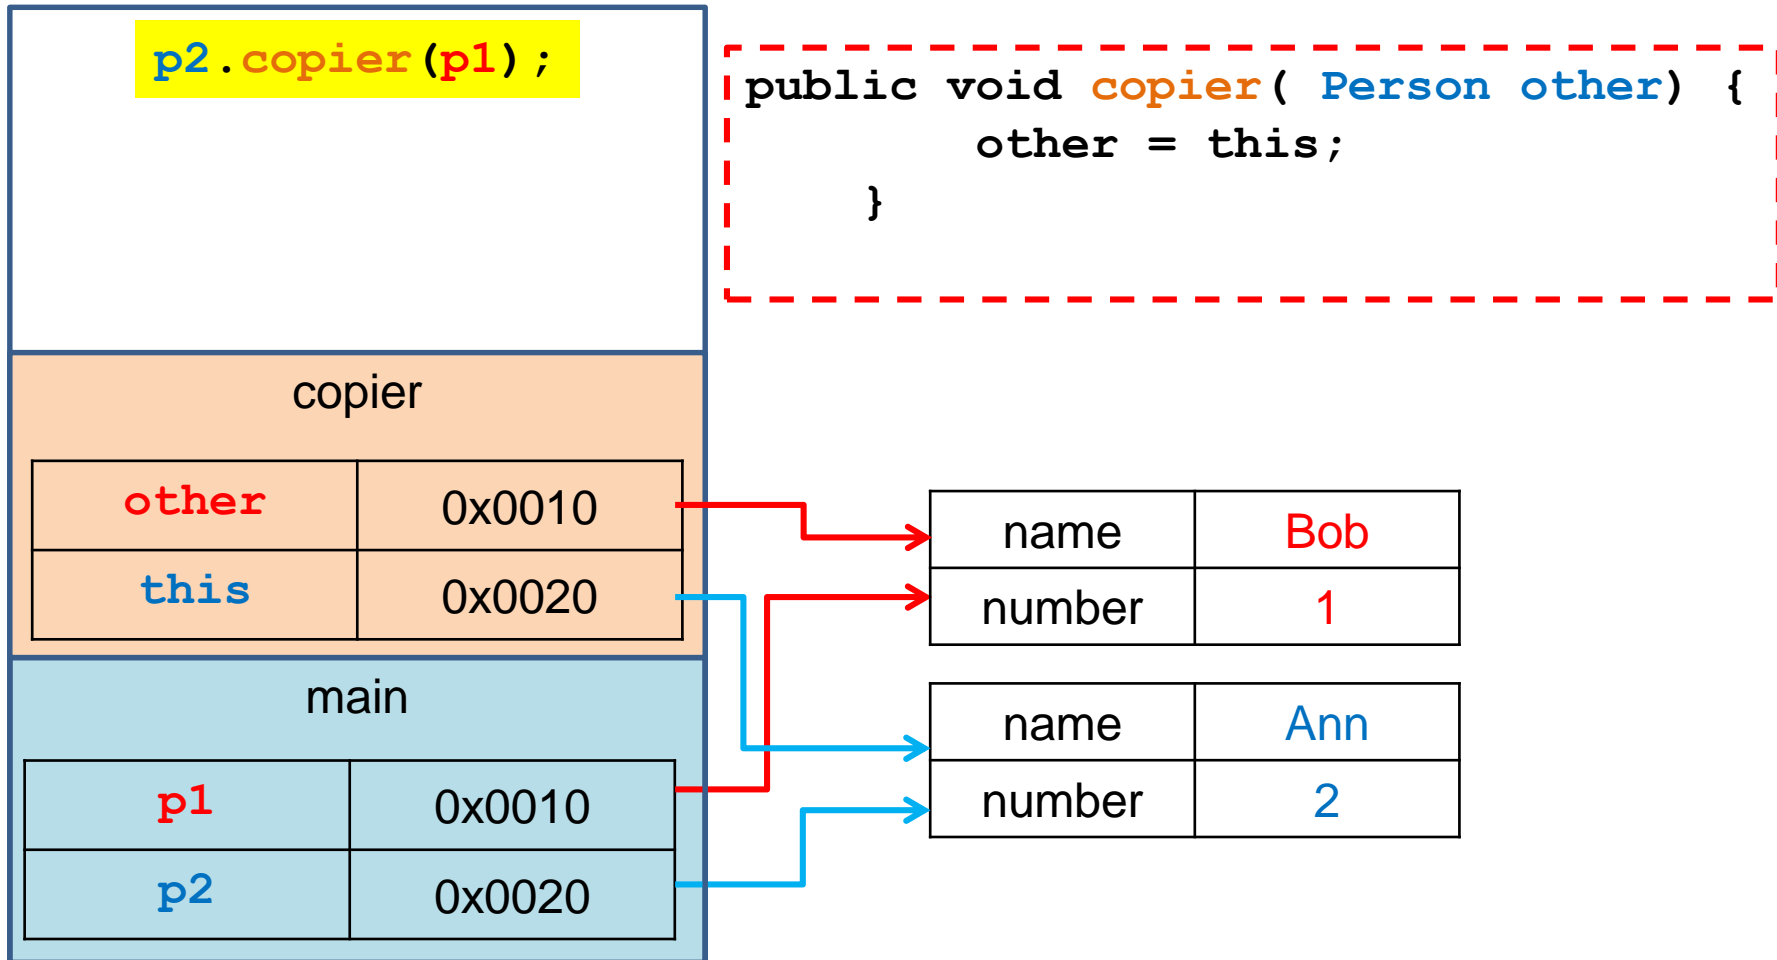 p2.copier(p1);
public void copier( Person other) {
other = this;
}
copier
other 0x0010
this 0x0020
name Bob
number 1
main
p1 0x0010
p2 0x0020
name Ann
number 2